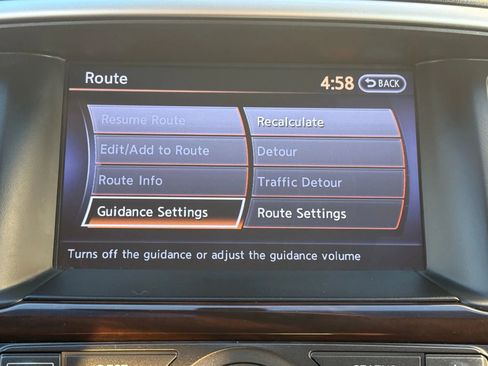 Route
4:58 BACK
Resume Route
Recalculate
Edit/Add to Route
Detour
Route Info
Traffic Detour
Guidance Settings
Route Settings
Turns off the guidance or adjust the guidance volume